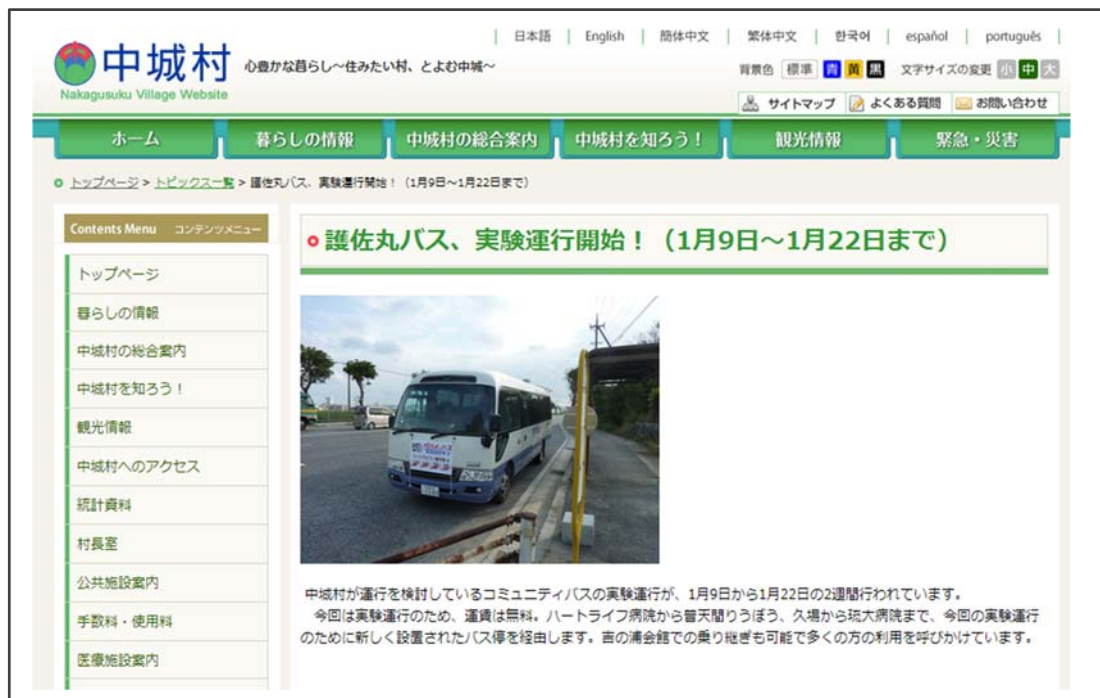 日本語 | English | 簡体中文 | 繁体中文 | 한국어 | español | português
中城村 心豊かな暮らし～住みたい村、とよむ中城～
Nakagusuku Village Website
背景色 標準 青 黄 黒 文字サイズの変更 小 中 大
サイトマップ よくある質問 お問い合わせ
ホーム 暮らしの情報 中城村の総合案内 中城村を知ろう！ 観光情報 緊急・災害
トップページ > トピックス一覧 > 護佐丸バス、実験運行開始！（1月9日～1月22日まで）
Contents Menu コンテンツメニュー
トップページ
暮らしの情報
中城村の総合案内
中城村を知ろう！
観光情報
中城村へのアクセス
統計資料
村長室
公共施設案内
手数料・使用料
医療施設案内
護佐丸バス、実験運行開始！（1月9日～1月22日まで）
中城村が運行を検討しているコミュニティバスの実験運行が、1月9日から1月22日の2週間行われています。
今回は実験運行のため、運賃は無料。ハートライフ病院から普天間りうぼう、久場から琉大病院まで、今回の実験運行
のために新しく設置されたバス停を経由します。吉の浦会館での乗り継ぎも可能で多くの方の利用を呼びかけています。